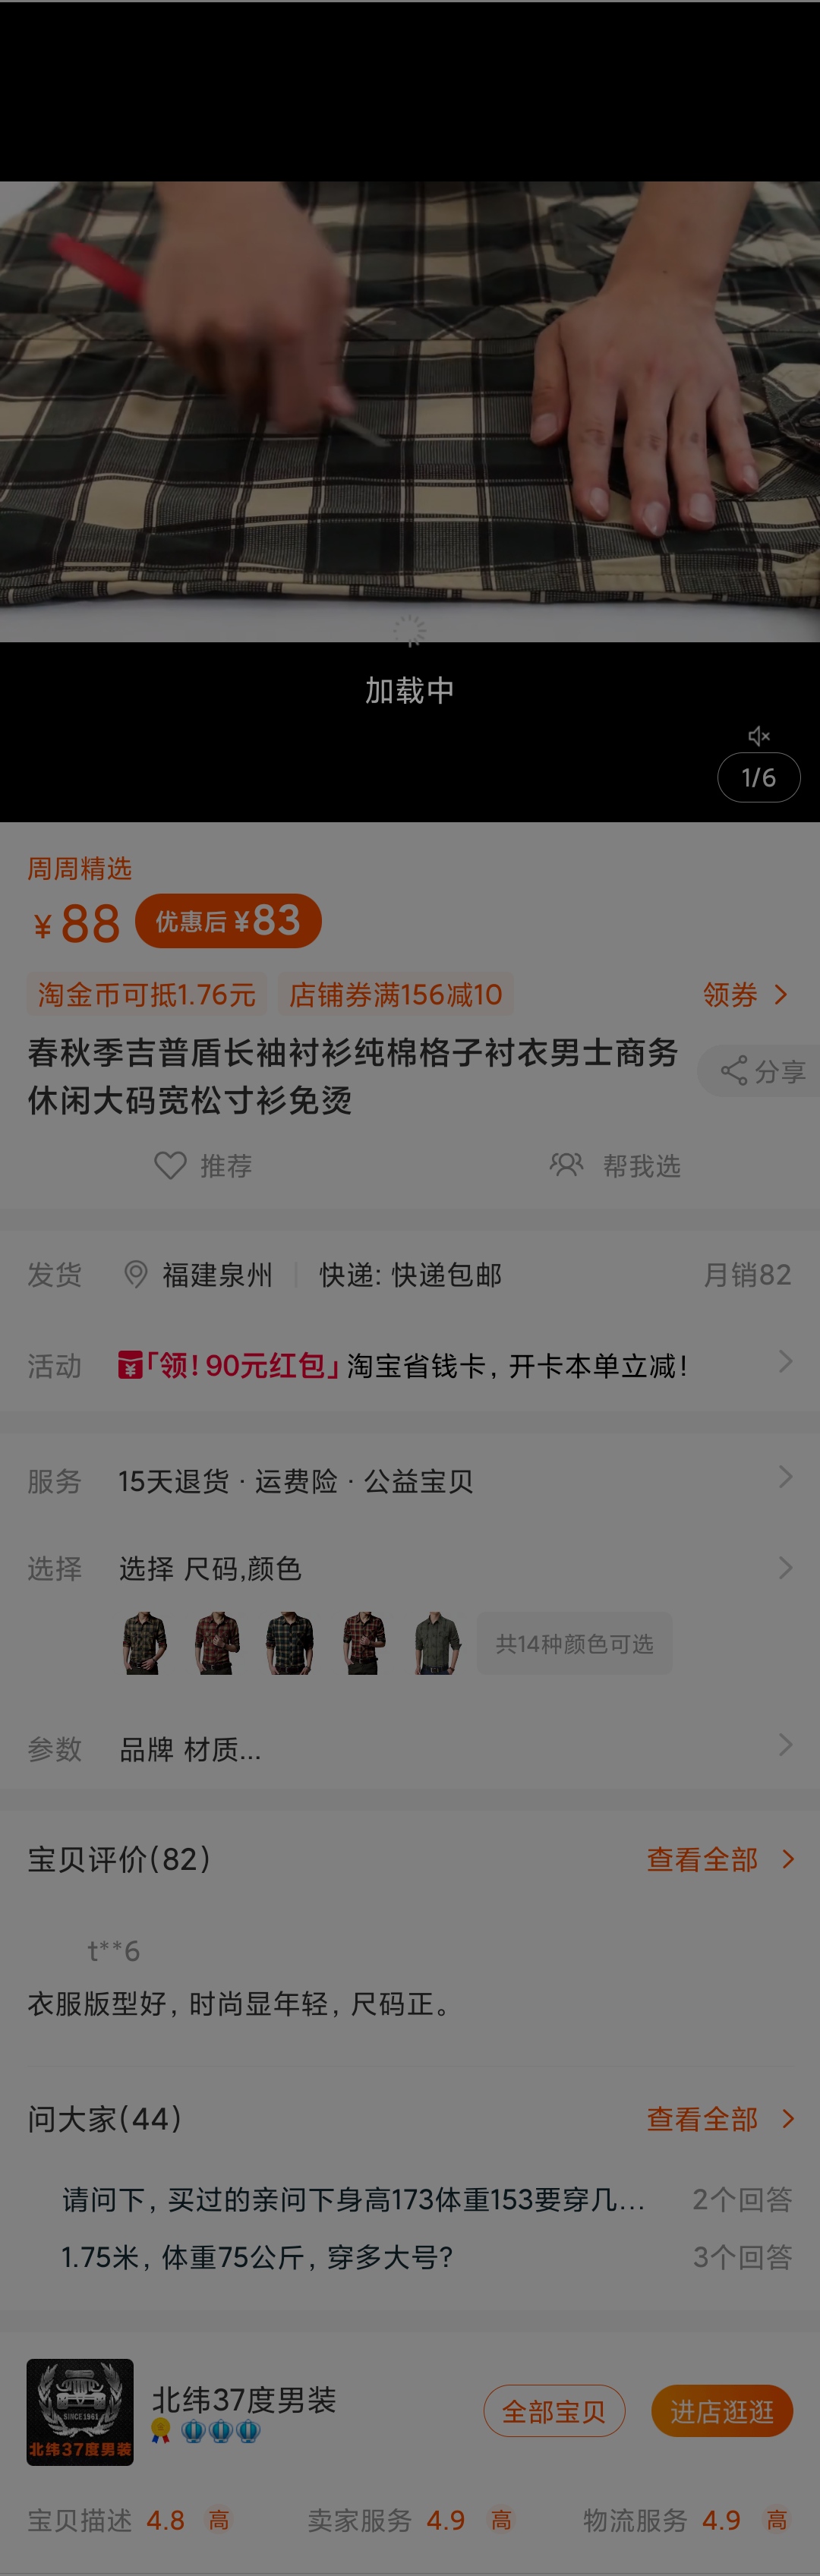 加载中
1/6
周周精选
¥88 优惠后 ¥83
淘金币可抵1.76元 店铺券满156减10 领券
春秋季吉普盾长袖衬衫纯棉格子衬衣男士商务
休闲大码宽松寸衫免烫
分享
推荐 帮我选
发货 福建泉州 快递: 快递包邮 月销82
活动 「领!90元红包」淘宝省钱卡，开卡本单立减！
服务 15天退货 · 运费险 · 公益宝贝
选择 选择 尺码,颜色
共14种颜色可选
参数 品牌 材质...
宝贝评价(82) 查看全部
t**6
衣服版型好，时尚显年轻，尺码正。
问大家(44) 查看全部
请问下，买过的亲问下身高173体重153要穿几... 2个回答
1.75米，体重75公斤，穿多大号? 3个回答
SINCE 1961
北纬37度男装
北纬37度男装
全部宝贝 进店逛逛
宝贝描述 4.8 高 卖家服务 4.9 高 物流服务 4.9 高